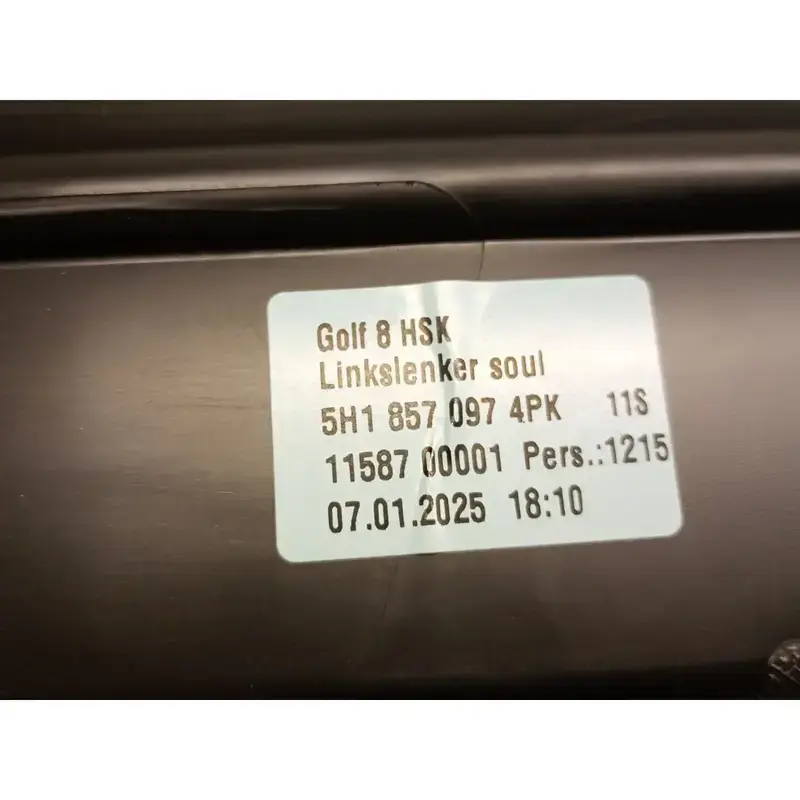 Golf 8 HSK
Linkslenker soul
5H1 857 097 4PK 11S
11587 00001 Pers.:1215
07.01.2025 18:10